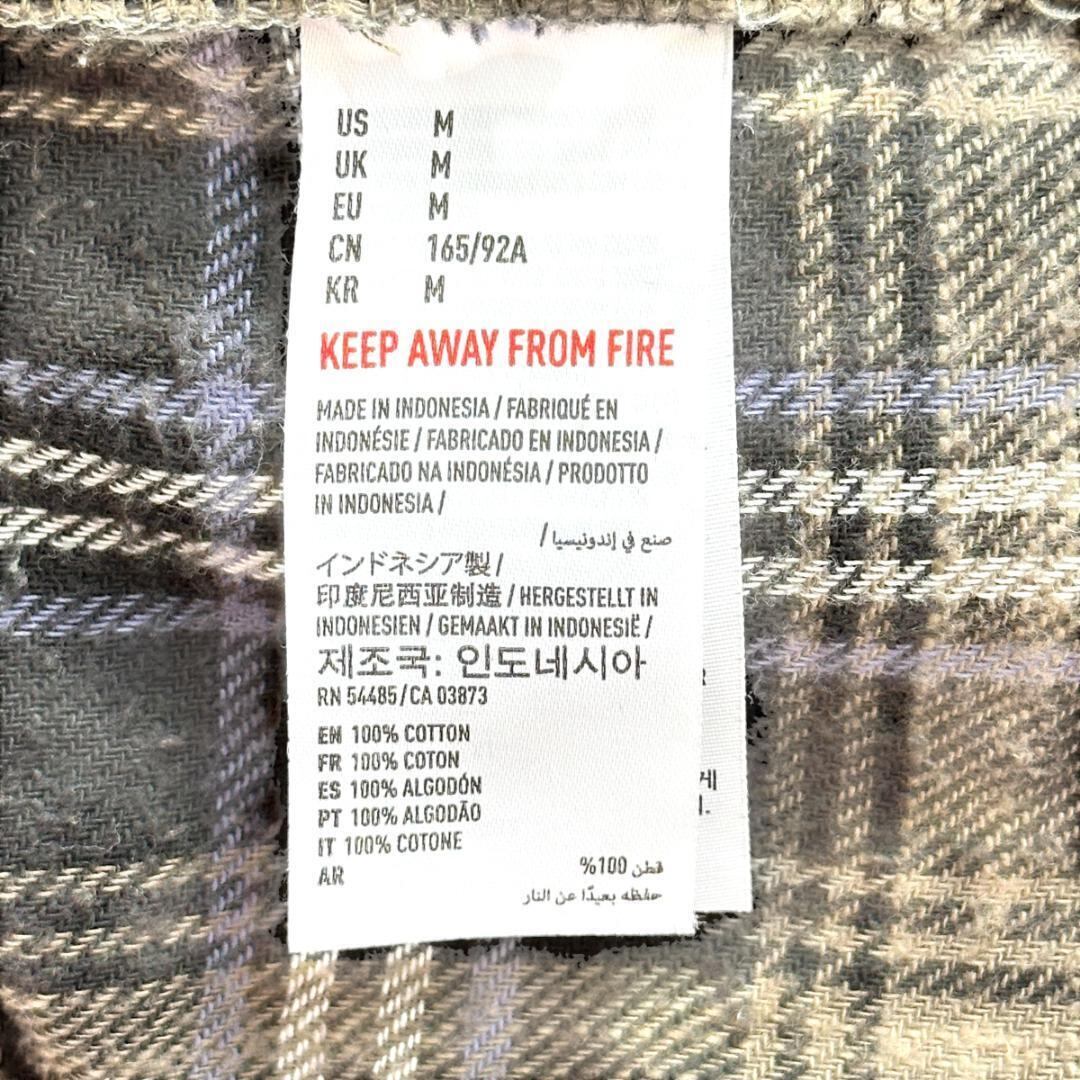 US M
UK M
EU M
CN 165/92A
KR M
KEEP AWAY FROM FIRE
MADE IN INDONESIA / FABRIQUÉ EN
INDONÉSIE / FABRICADO EN INDONESIA /
FABRICADO NA INDONÉSIA / PRODOTTO
IN INDONESIA /
صنع في إندونيسيا /
インドネシア製 /
印度尼西亚制造 / HERGESTELLT IN
INDONESIEN / GEMAAKT IN INDONESIË /
제조국: 인도네시아
RN 54485 / CA 03873
EN 100% COTTON
FR 100% COTON
ES 100% ALGODÓN
PT 100% ALGODÃO
IT 100% COTONE
AR قطن 100%
حفظه بعيدًا عن النار